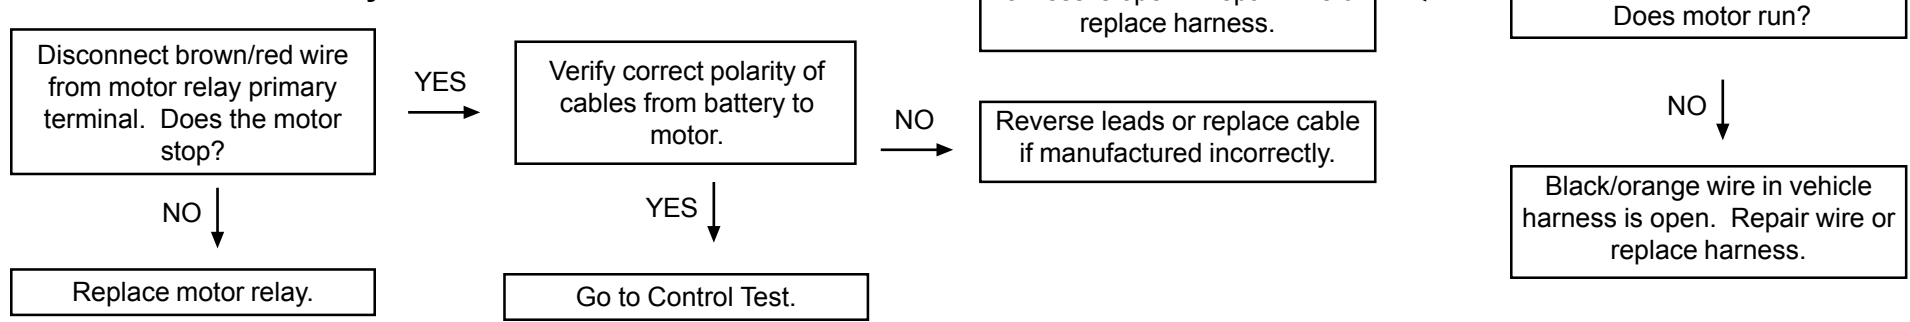 replace harness.
Does motor run?
Disconnect brown/red wire
from motor relay primary
terminal.  Does the motor
stop?
YES
Verify correct polarity of
cables from battery to
motor.
NO
Reverse leads or replace cable
if manufactured incorrectly.
NO
Black/orange wire in vehicle
harness is open.  Repair wire or
replace harness.
NO
YES
Replace motor relay.
Go to Control Test.